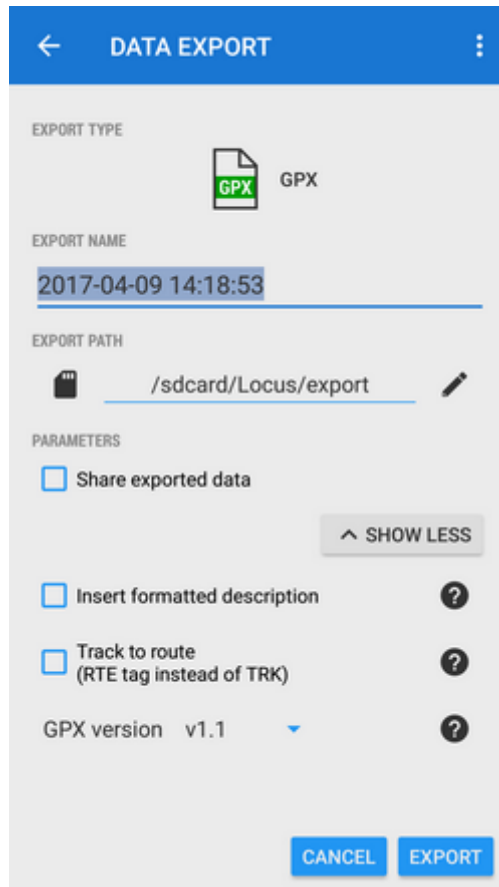 DATA EXPORT
EXPORT TYPE
GPX GPX
EXPORT NAME
2017-04-09 14:18:53
EXPORT PATH
/sdcard/Locus/export
PARAMETERS
Share exported data
SHOW LESS
Insert formatted description
?
Track to route
(RTE tag instead of TRK)
?
GPX version v1.1
?
CANCEL EXPORT